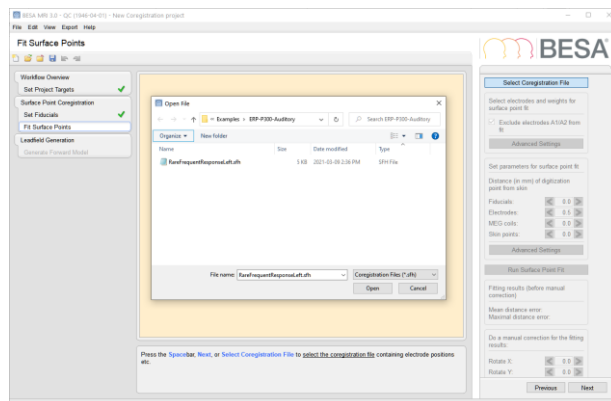 BESA MRI 3.0 - QC (1946-04-01) - New Coregistration project
File Edit View Export Help
Fit Surface Points
BESA
Workflow Overview
Set Project Targets
Surface Point Coregistration
Set Fiducials
Fit Surface Points
Leadfield Generation
Generate Forward Model
Open File
« Examples › ERP-P300-Auditory
Search ERP-P300-Auditory
Organize
New folder
Name Size Date modified Type
RareFrequentResponseLeft.sfh 5 KB SFH File
File name: RareFrequentResponseLeft.sfh
Coregistration Files (*.sfh)
Open Cancel
Press the Spacebar, Next, or Select Coregistration File to select the coregistration file containing electrode positions
etc.
Select Coregistration File
Select electrodes and weights for
surface point fit
Exclude electrodes A1/A2 from
fit
Advanced Settings
Set parameters for surface point fit
Distance (in mm) of digitization
point from skin
Fiducials: 0.0
Electrodes: 0.5
MEG coils: 0.0
Skin points: 0.0
Advanced Settings
Run Surface Point Fit
Fitting results (before manual
correction)
Mean distance error:
Maximal distance error:
Do a manual correction for the fitting
results:
Rotate X: 0.0
Rotate Y: 0.0
Previous Next